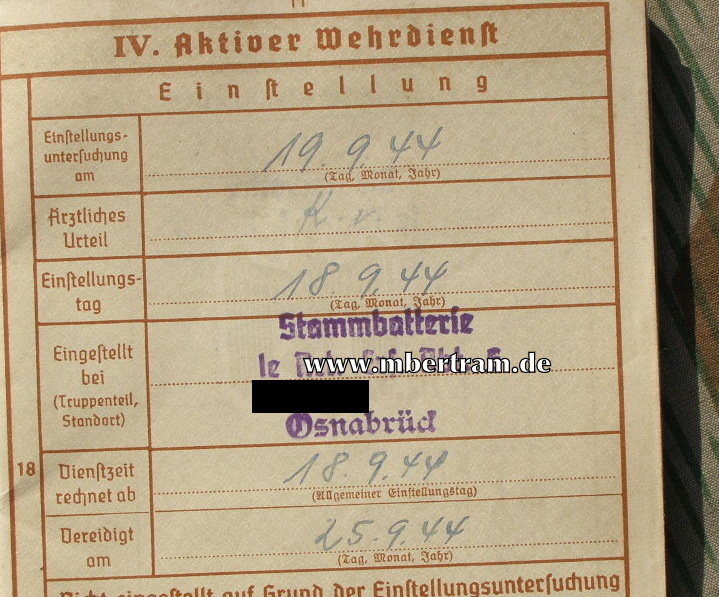 IV. Aktiver Wehrdienst
Einstellung
Einstellungs-
untersuchung
am
19. 9. 44
(Tag, Monat, Jahr)
Ärztliches
Urteil
K. v.
Einstellungs-
tag
18. 9. 44
(Tag, Monat, Jahr)
Eingestellt
bei
(Truppenteil,
Standort)
Stammbatterie
le
www.mbertram.de
Osnabrück
18
Dienstzeit
rechnet ab
18. 9. 44
(Allgemeiner Einstellungstag)
Vereidigt
am
25. 9. 44
(Tag, Monat, Jahr)
Nicht eingestellt auf Grund der Einstellungsuntersuchung